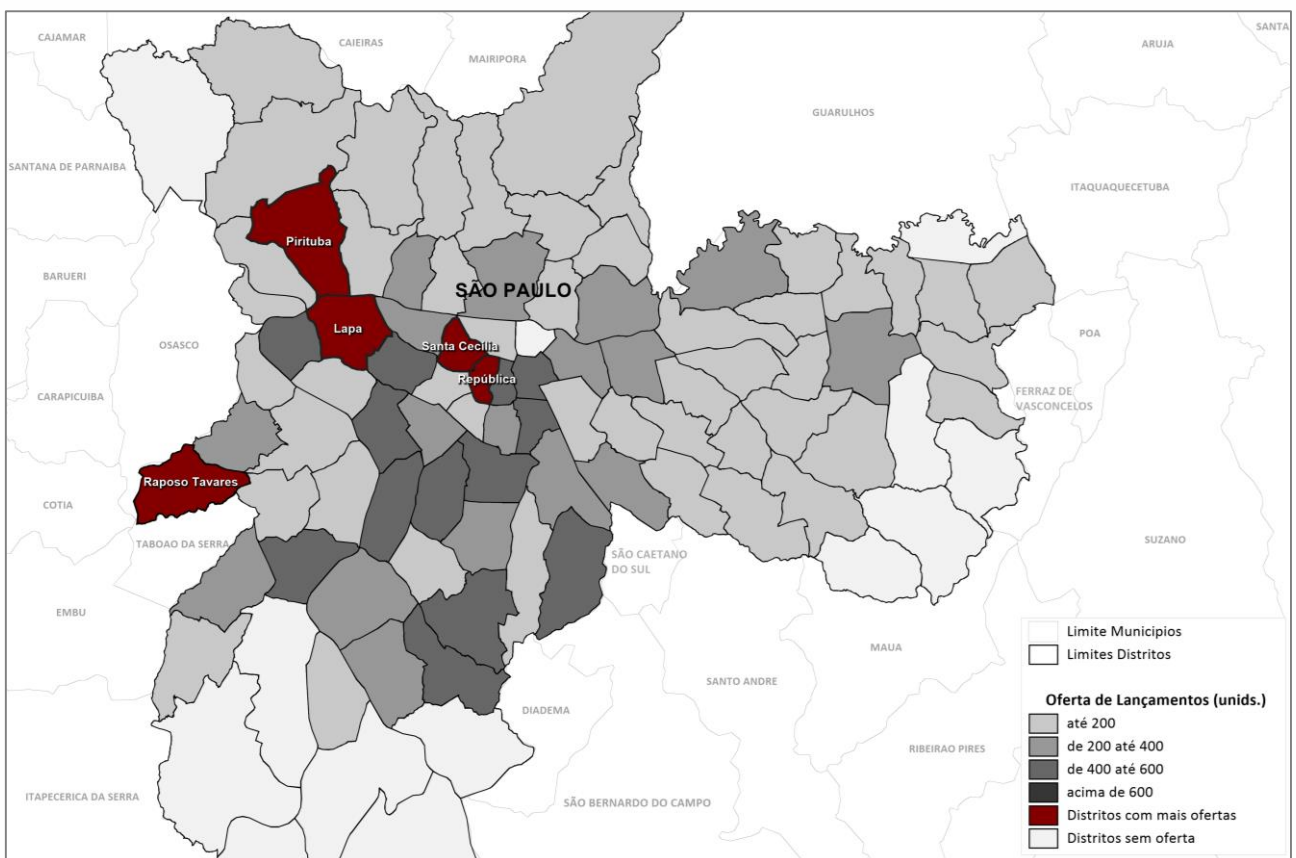 CAJAMAR
CAIEIRAS
MAIRIPORA
ARUJA
SANTA
GUARULHOS
SANTANA DE PARNAIBA
ITAQUAQUECETUBA
Pirituba
BARUERI
SÃO PAULO
Lapa
POA
OSASCO
Santa Cecília
República
CARAPICUIBA
FERRAZ DE
VASCONCELOS
Raposo Tavares
COTIA
TABOAO DA SERRA
SUZANO
SÃO CAETANO
DO SUL
EMBU
MAUA
SANTO ANDRE
DIADEMA
RIBEIRAO PIRES
ITAPECERICA DA SERRA
SÃO BERNARDO DO CAMPO
Limite Municipios
Limites Distritos
Oferta de Lançamentos (unids.)
até 200
de 200 até 400
de 400 até 600
acima de 600
Distritos com mais ofertas
Distritos sem oferta